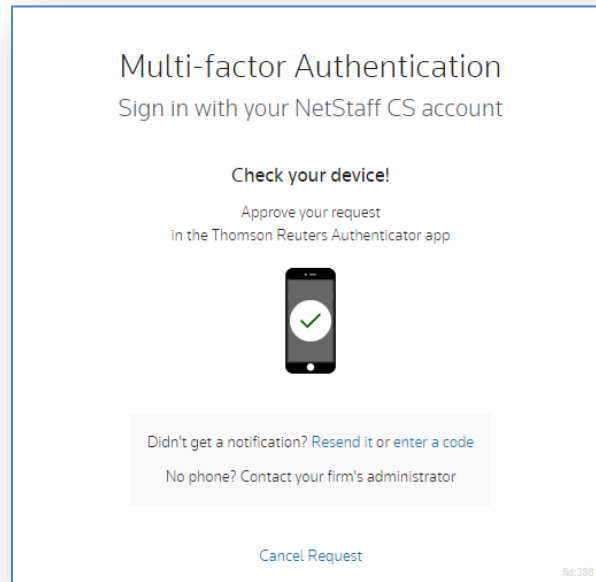 Multi-factor Authentication
Sign in with your NetStaff CS account
Check your device!
Approve your request
in the Thomson Reuters Authenticator app
Didn't get a notification? Resend it or enter a code
No phone? Contact your firm's administrator
Cancel Request